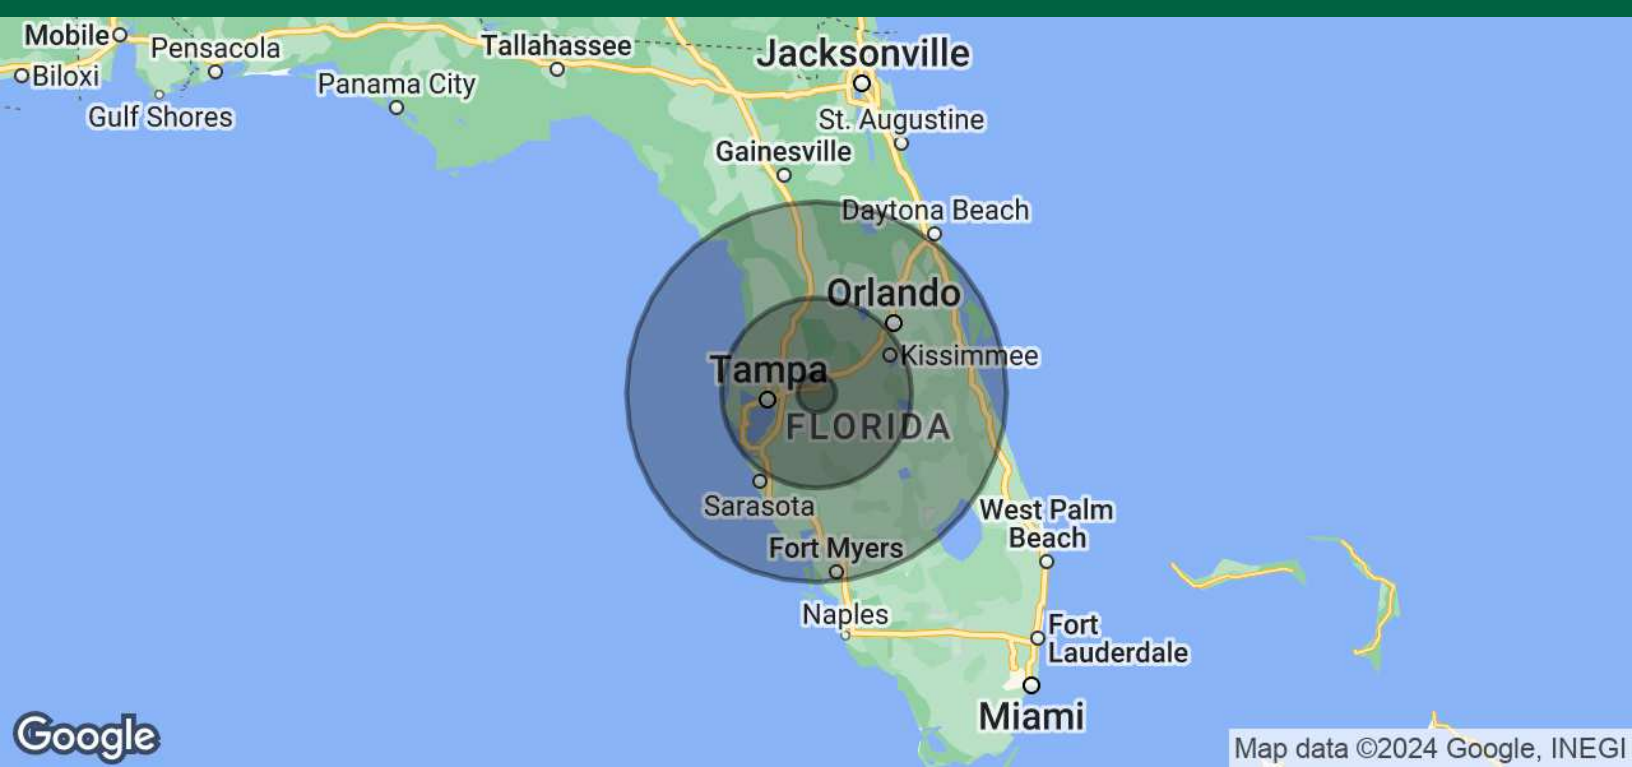 Mobile
Pensacola
Tallahassee
Jacksonville
Biloxi
Panama City
Gulf Shores
St. Augustine
Gainesville
Daytona Beach
Orlando
Kissimmee
Tampa
FLORIDA
Sarasota
West Palm
Beach
Fort Myers
Naples
Fort
Lauderdale
Miami
Google
Map data ©2024 Google, INEGI